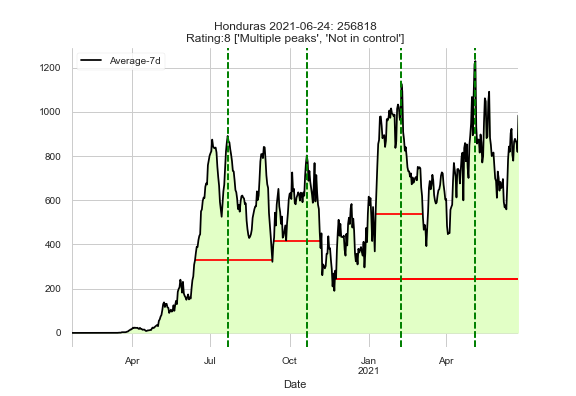 Honduras 2021-06-24: 256818
Rating:8 ['Multiple peaks', 'Not in control']
Average-7d
1200
1000
800
600
400
200
0
Apr
Jul
Oct
Jan
2021
Apr
Date